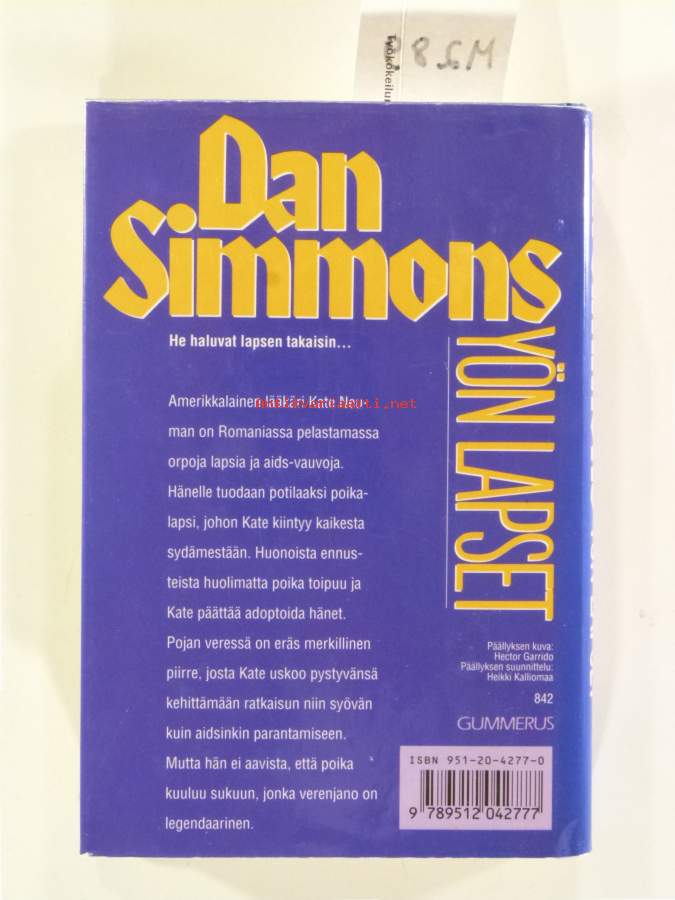 Työkokeilu
Dan
Simmons
YÖN LAPSET
He haluvat lapsen takaisin...
Amerikkalainen lääkäri Kate Neu-
man on Romaniassa pelastamassa
orpoja lapsia ja aids-vauvoja.
Hänelle tuodaan potilaaksi poika-
lapsi, johon Kate kiintyy kaikesta
sydämestään. Huonoista ennus-
teista huolimatta poika toipuu ja
Kate päättää adoptoida hänet.
Pojan veressä on eräs merkillinen
piirre, josta Kate uskoo pystyvänsä
kehittämään ratkaisun niin syövän
kuin aidsinkin parantamiseen.
Mutta hän ei aavista, että poika
kuuluu sukuun, jonka verenjano on
legendaarinen.
Päällyksen kuva:
Hector Garrido
Päällyksen suunnittelu:
Heikki Kalliomaa
842
GUMMERUS
ISBN 951-20-4277-0
9 789512 042777